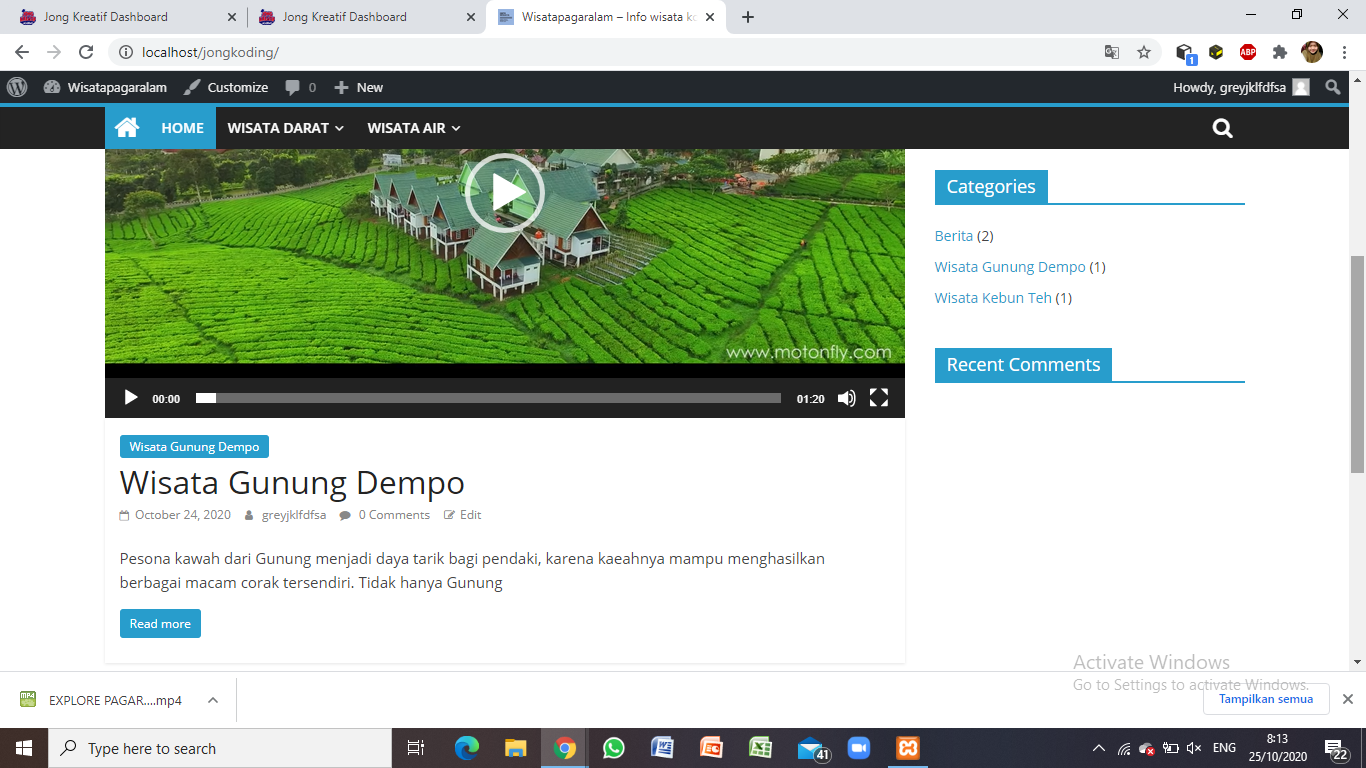 Jong Kreatif Dashboard
Jong Kreatif Dashboard
Wisatapagaralam – Info wisata ko
localhost/jongkoding/
ABP
1
Wisatapagaralam
Customize
0
New
Howdy, greyjklfdfsa
HOME
WISATA DARAT
WISATA AIR
www.motonfly.com
00:00
01:20
Wisata Gunung Dempo
Wisata Gunung Dempo
October 24, 2020 greyjklfdfsa 0 Comments Edit
Pesona kawah dari Gunung menjadi daya tarik bagi pendaki, karena kaeahnya mampu menghasilkan
berbagai macam corak tersendiri. Tidak hanya Gunung
Read more
Categories
Berita (2)
Wisata Gunung Dempo (1)
Wisata Kebun Teh (1)
Recent Comments
Activate Windows
Go to Settings to activate Windows.
MP4
EXPLORE PAGAR....mp4
Tampilkan semua
Type here to search
41
ENG
8:13
25/10/2020
22